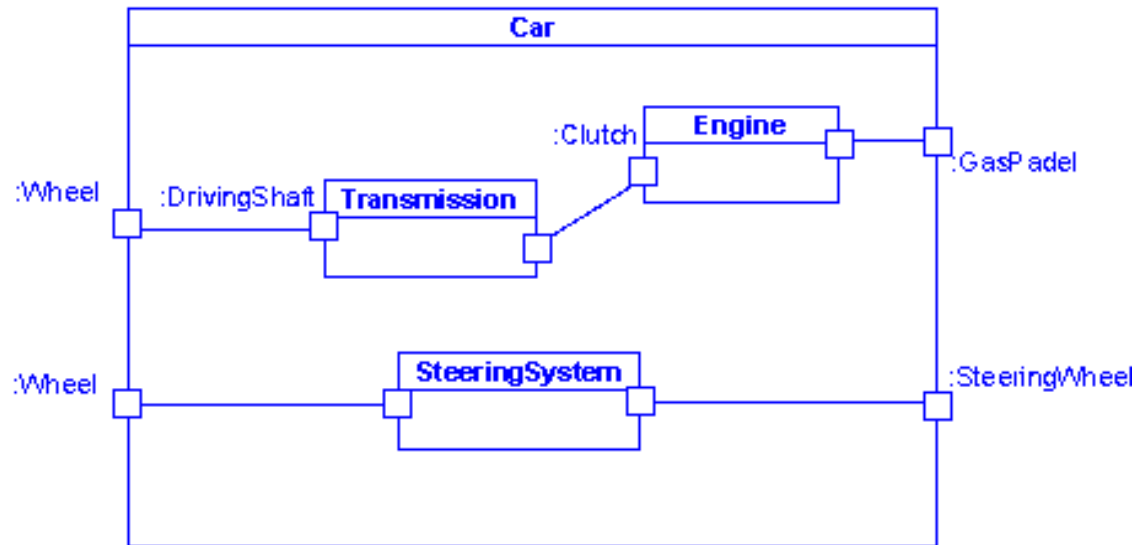 Car
Engine
:Clutch
:GasPadel
:Wheel
:DrivingShaft
Transmission
SteeringSystem
:Wheel
:SteeringWheel